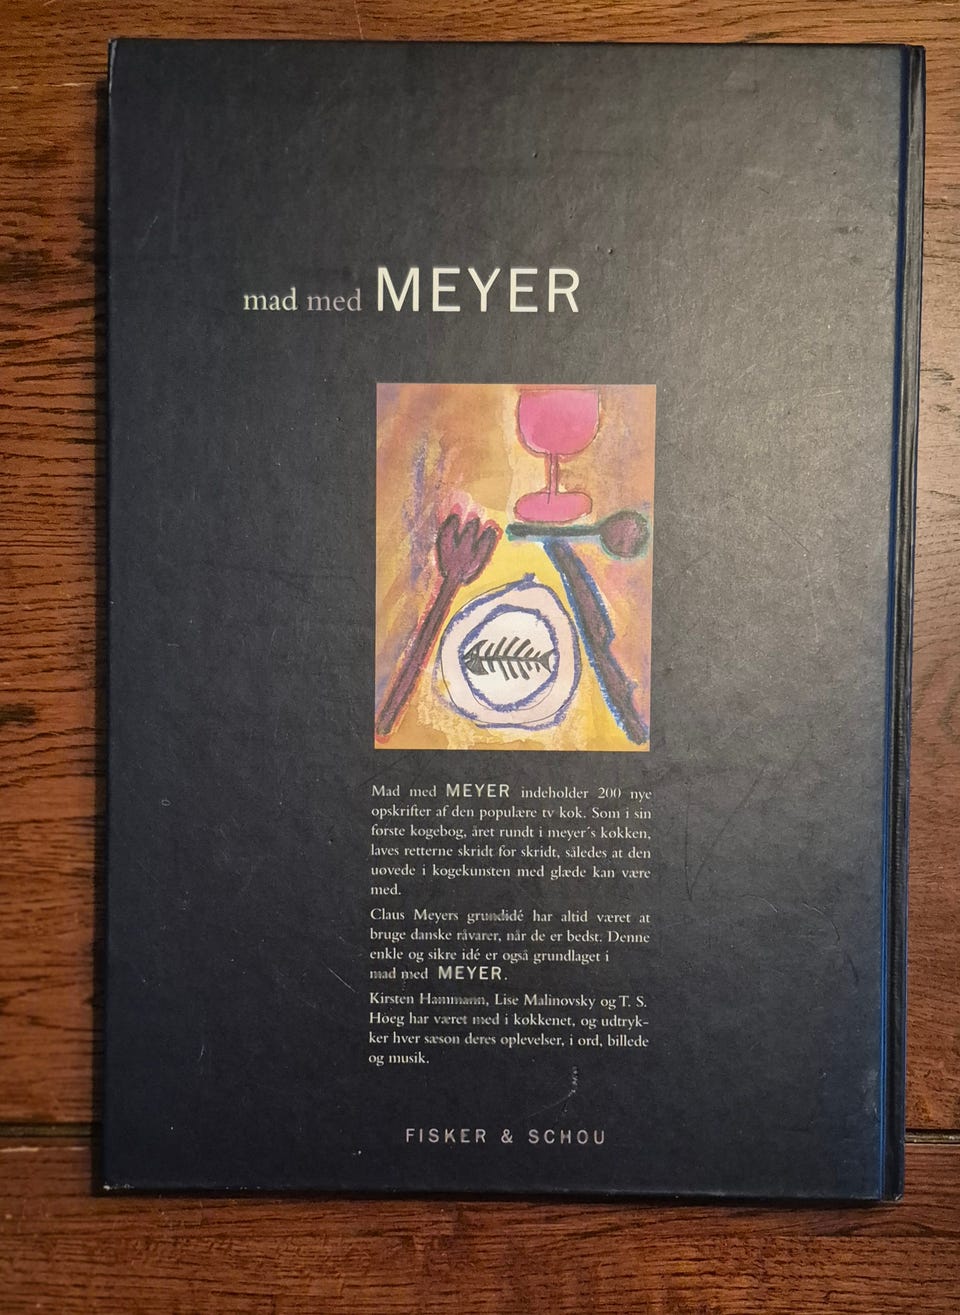 mad med MEYER
Mad med MEYER indeholder 200 nye
opskrifter af den populære tv kok. Som i sin
første kogebog, året rundt i meyer´s køkken,
laves retterne skridt for skridt, således at den
uøvede i kogekunsten med glæde kan være
med.
Claus Meyers grundidé har altid været at
bruge danske råvarer, når de er bedst. Denne
enkle og sikre idé er også grundlaget i
mad med MEYER.
Kirsten Hammann, Lise Malinovsky og T. S.
Høeg har været med i køkkenet, og udtryk-
ker hver sæson deres oplevelser, i ord, billede
og musik.
FISKER & SCHOU